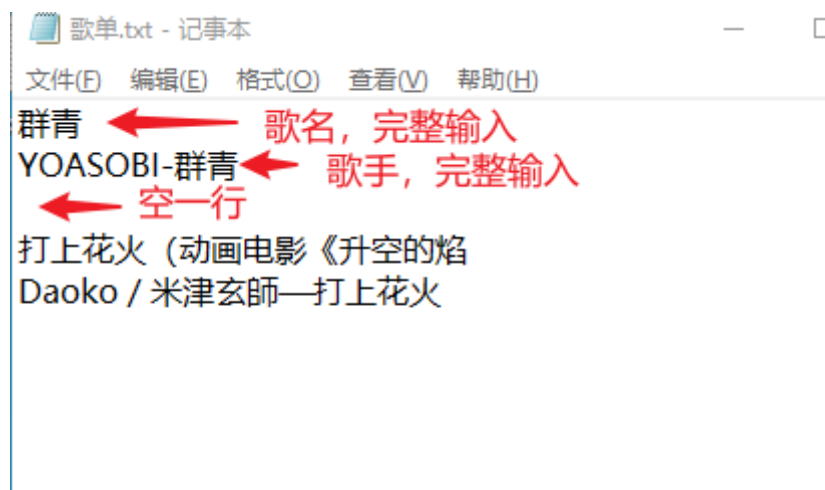 歌单.txt - 记事本
文件(F) 编辑(E) 格式(O) 查看(V) 帮助(H)
群青 歌名，完整输入
YOASOBI-群青 歌手，完整输入
空一行
打上花火（动画电影《升空的焰
Daoko / 米津玄師—打上花火